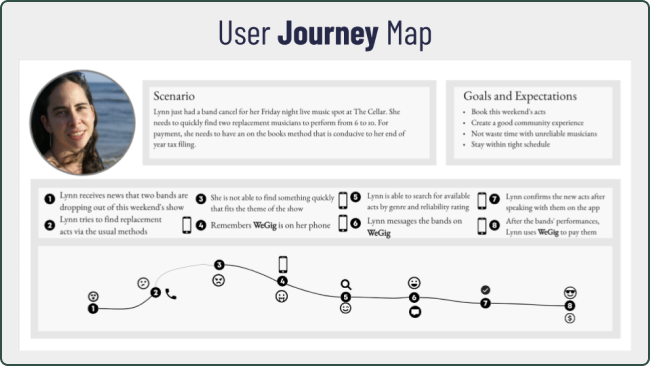 User Journey Map
Scenario
Lynn just had a band cancel for her Friday night live music spot at The Cellar. She
needs to quickly find two replacement musicians to perform from 6 to 10. For
payment, she needs to have an on the books method that is conducive to her end of
year tax filing.
Goals and Expectations
• Book this weekend's acts
• Create a good community experience
• Not waste time with unreliable musicians
• Stay within tight schedule
1 Lynn receives news that two bands are
dropping out of this weekend's show
2 Lynn tries to find replacement
acts via the usual methods
3 She is not able to find something quickly
that fits the theme of the show
4 Remembers WeGig is on her phone
5 Lynn is able to search for available
acts by genre and reliability rating
6 Lynn messages the bands on
WeGig
7 Lynn confirms the new acts after
speaking with them on the app
8 After the bands' performances,
Lynn uses WeGig to pay them
1
2
3
4
5
6
7
8
$